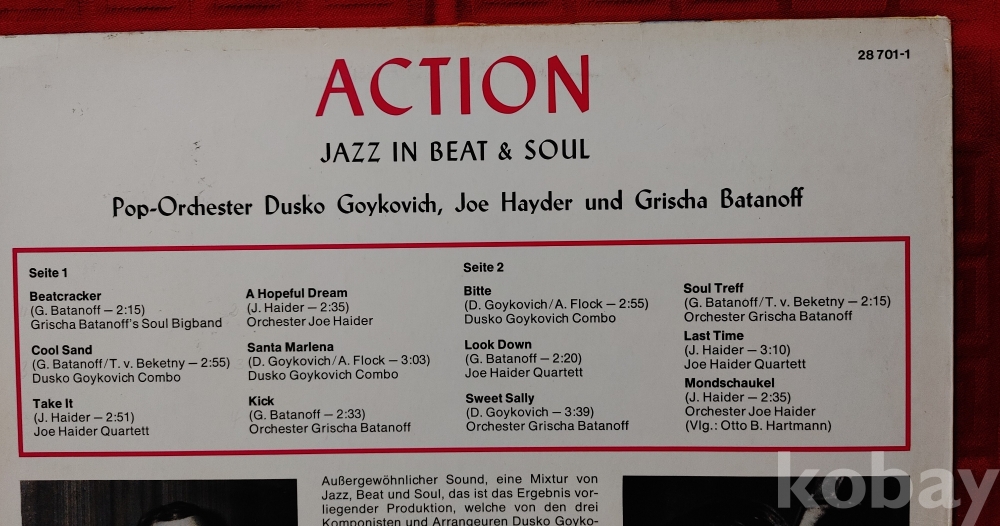 28 701-1
ACTION
JAZZ IN BEAT & SOUL
Pop-Orchester Dusko Goykovich, Joe Hayder und Grischa Batanoff
Seite 1
Beatcracker
(G. Batanoff – 2:15)
Grischa Batanoff's Soul Bigband
Cool Sand
(G. Batanoff/T. v. Beketny – 2:55)
Dusko Goykovich Combo
Take It
(J. Haider – 2:51)
Joe Haider Quartett
A Hopeful Dream
(J. Haider – 2:35)
Orchester Joe Haider
Santa Marlena
(D. Goykovich/A. Flock – 3:03)
Dusko Goykovich Combo
Kick
(G. Batanoff – 2:33)
Orchester Grischa Batanoff
Seite 2
Bitte
(D. Goykovich/A. Flock – 2:55)
Dusko Goykovich Combo
Look Down
(G. Batanoff – 2:20)
Joe Haider Quartett
Sweet Sally
(D. Goykovich – 3:39)
Orchester Grischa Batanoff
Soul Treff
(G. Batanoff/T. v. Beketny – 2:15)
Orchester Grischa Batanoff
Last Time
(J. Haider – 3:10)
Joe Haider Quartett
Mondschaukel
(J. Haider – 2:35)
Orchester Joe Haider
(Vlg.: Otto B. Hartmann)
Außergewöhnlicher Sound, eine Mixtur von
Jazz, Beat und Soul, das ist das Ergebnis vor-
liegender Produktion, welche von den drei
Komponisten und Arrangeuren Dusko Goyko-
kobay